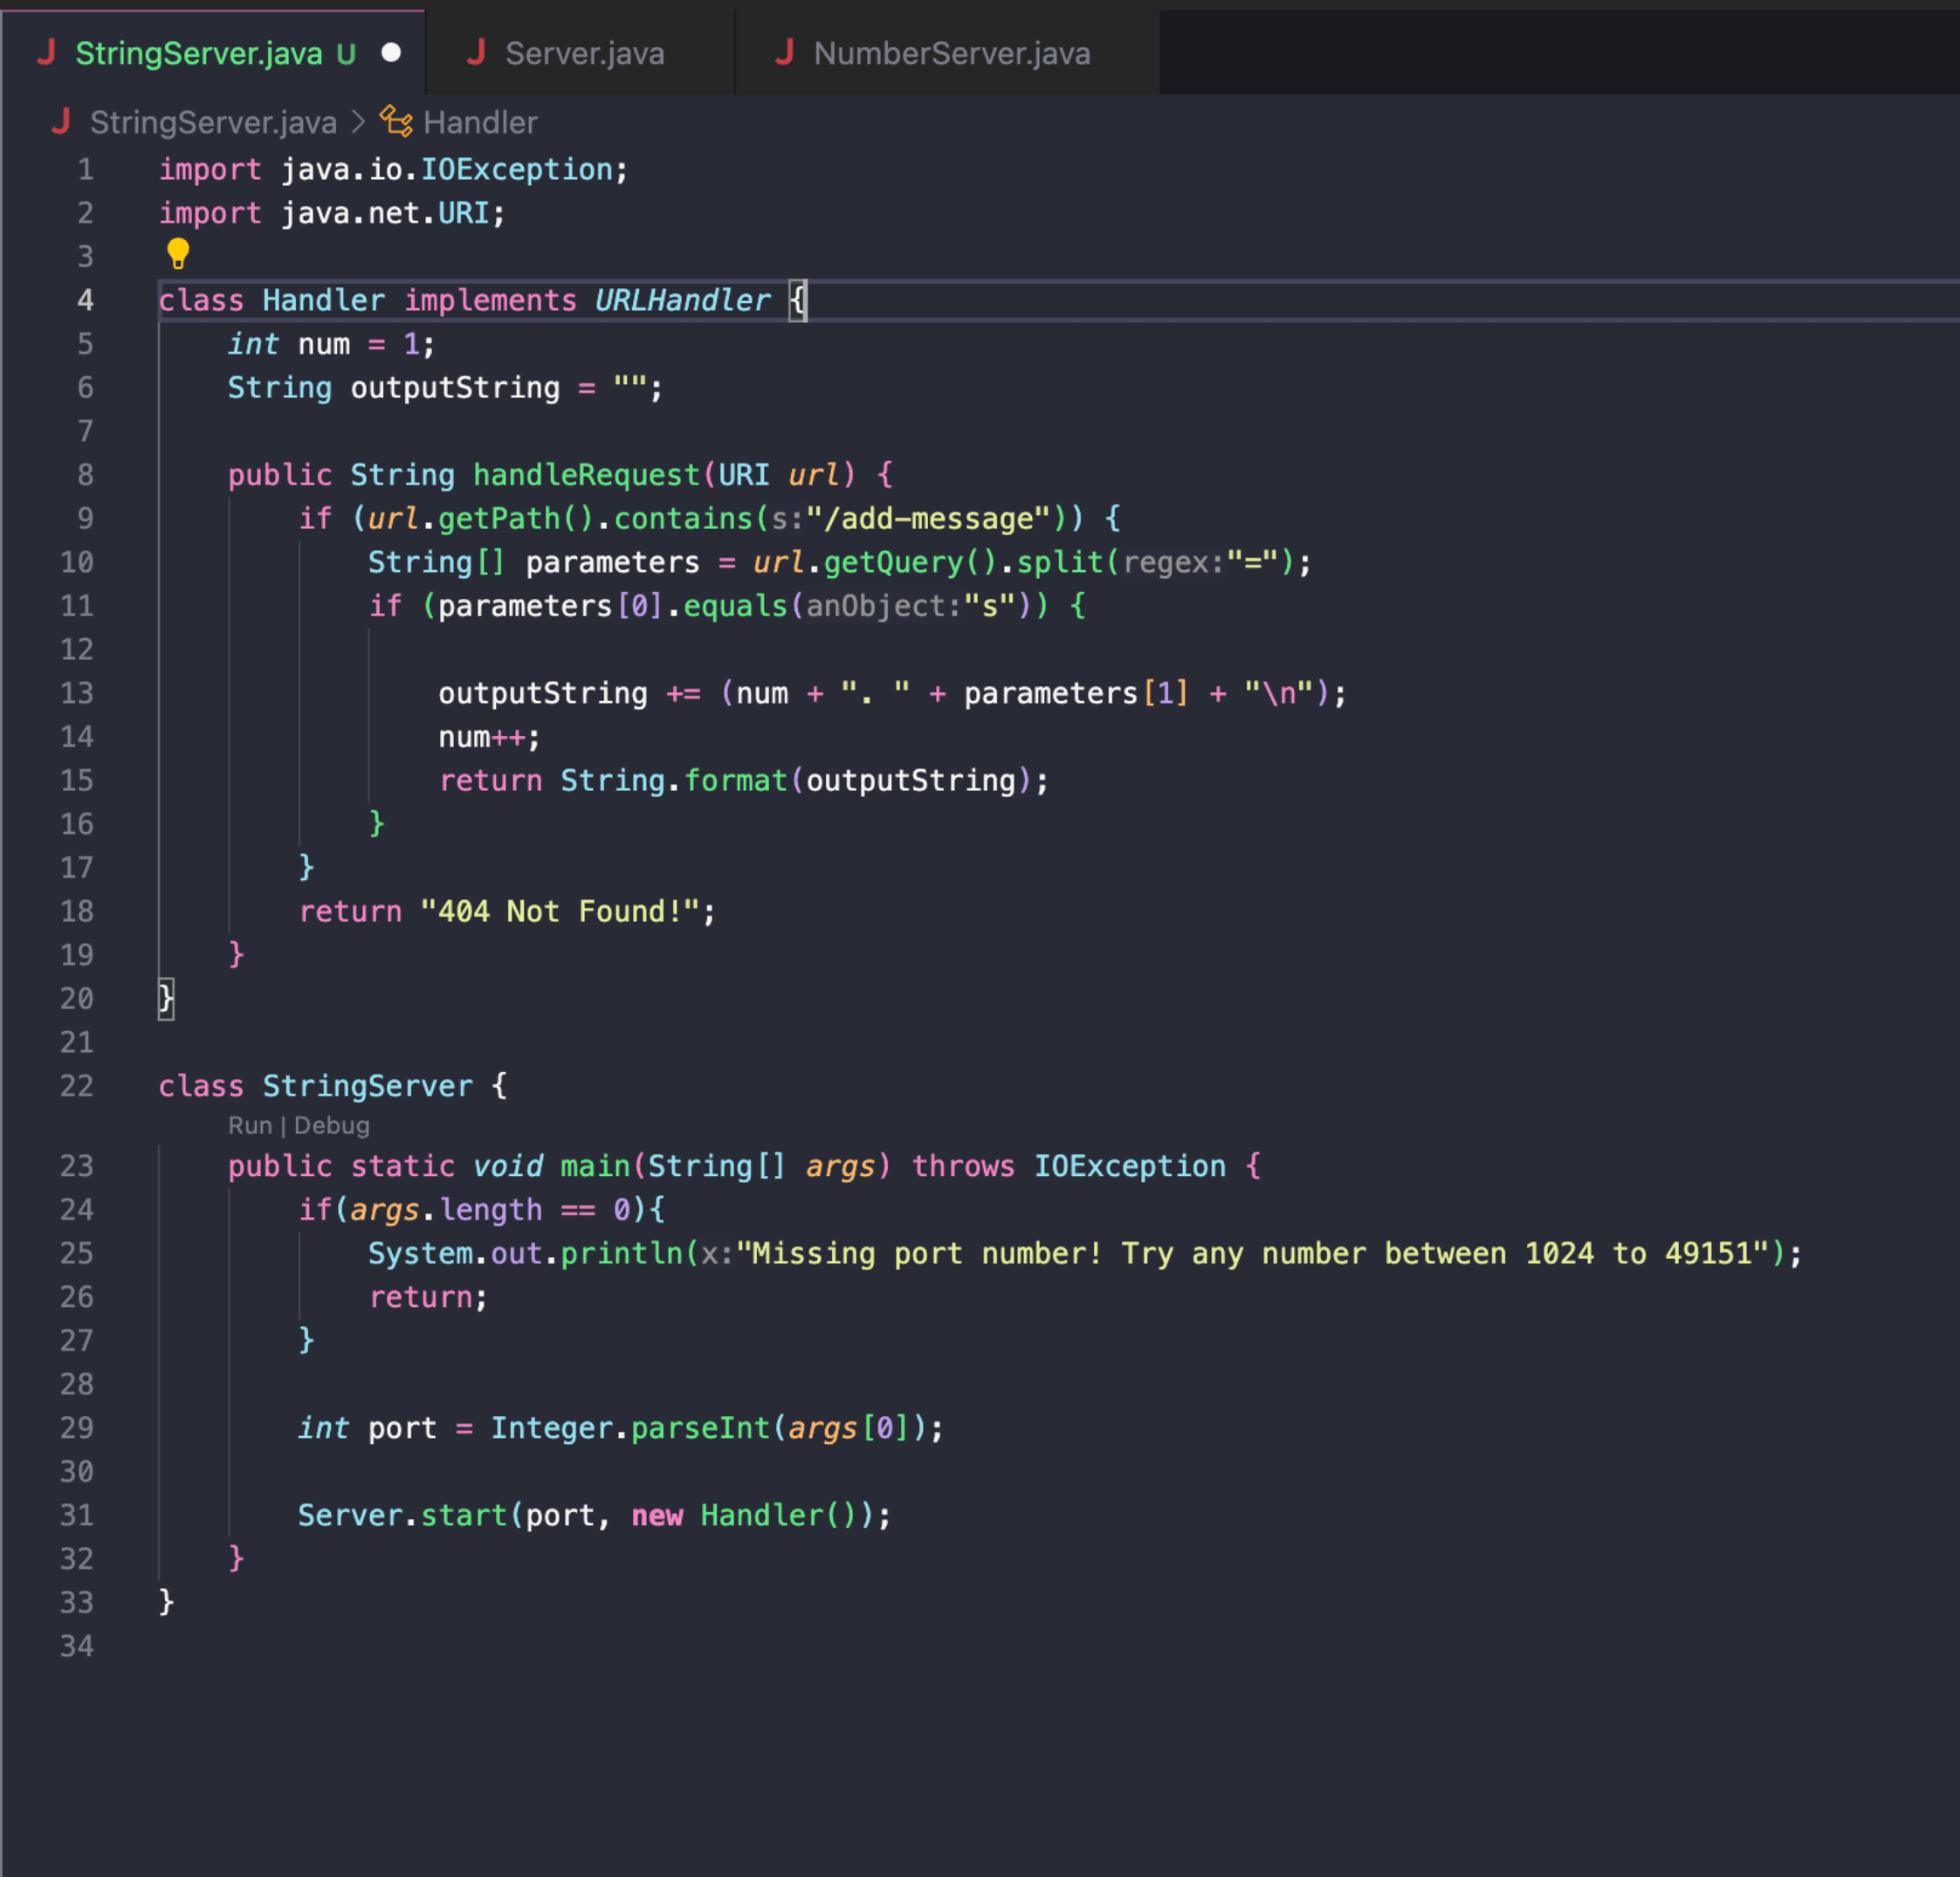 J StringServer.java U J Server.java J NumberServer.java
J StringServer.java > Handler
1 import java.io.IOException;
2 import java.net.URI;
3
4 class Handler implements URLHandler {
5 int num = 1;
6 String outputString = "";
7
8 public String handleRequest(URI url) {
9 if (url.getPath().contains(s:"/add-message")) {
10 String[] parameters = url.getQuery().split(regex:"=");
11 if (parameters[0].equals(anObject:"s")) {
12
13 outputString += (num + ". " + parameters[1] + "\n");
14 num++;
15 return String.format(outputString);
16 }
17 }
18 return "404 Not Found!";
19 }
20 }
21
22 class StringServer {
Run | Debug
23 public static void main(String[] args) throws IOException {
24 if(args.length == 0){
25 System.out.println(x:"Missing port number! Try any number between 1024 to 49151");
26 return;
27 }
28
29 int port = Integer.parseInt(args[0]);
30
31 Server.start(port, new Handler());
32 }
33 }
34